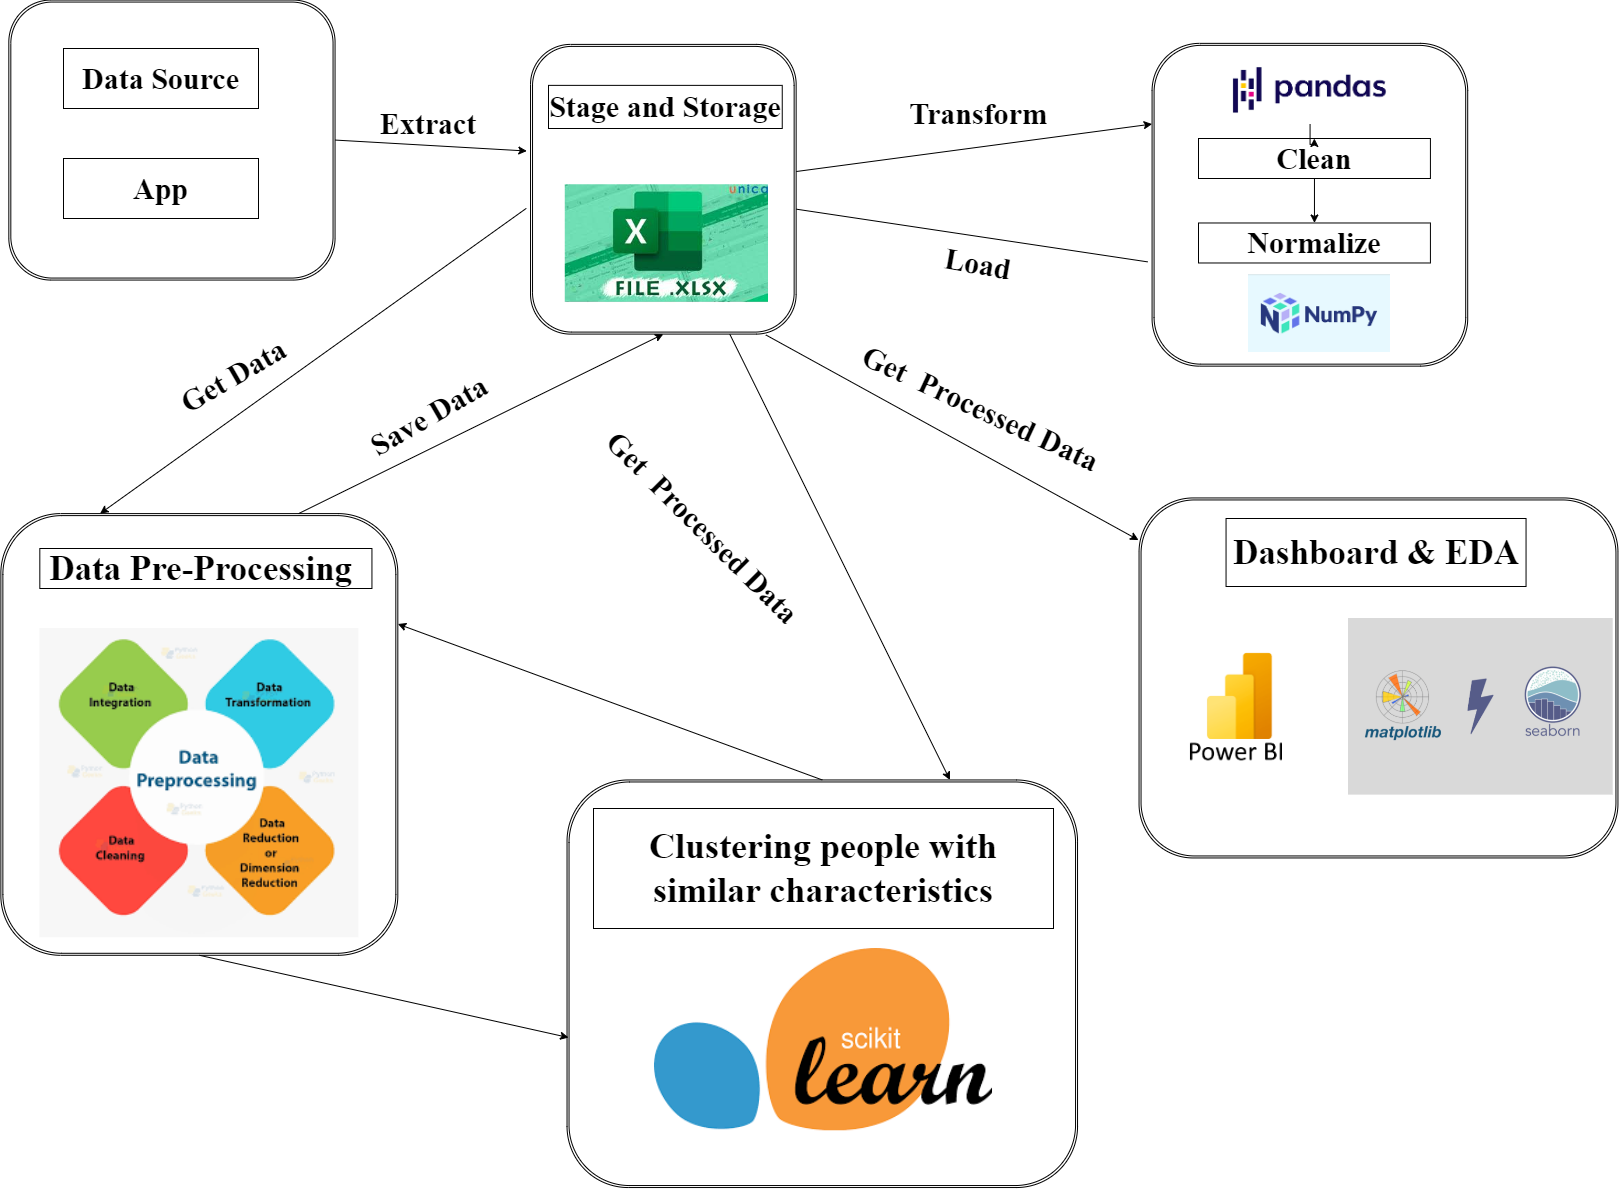 Data Source
App
Extract
Stage and Storage
unica
X
FILE .XLSX
Transform
Load
pandas
Clean
Normalize
NumPy
Get Data
Save Data
Get Processed Data
Get Processed Data
Data Pre-Processing
Data
Integration
Data
Transformation
Data
Preprocessing
Data
Cleaning
Data
Reduction
or
Dimension
Reduction
Dashboard & EDA
Power BI
matplotlib
seaborn
Clustering people with
similar characteristics
scikit
learn